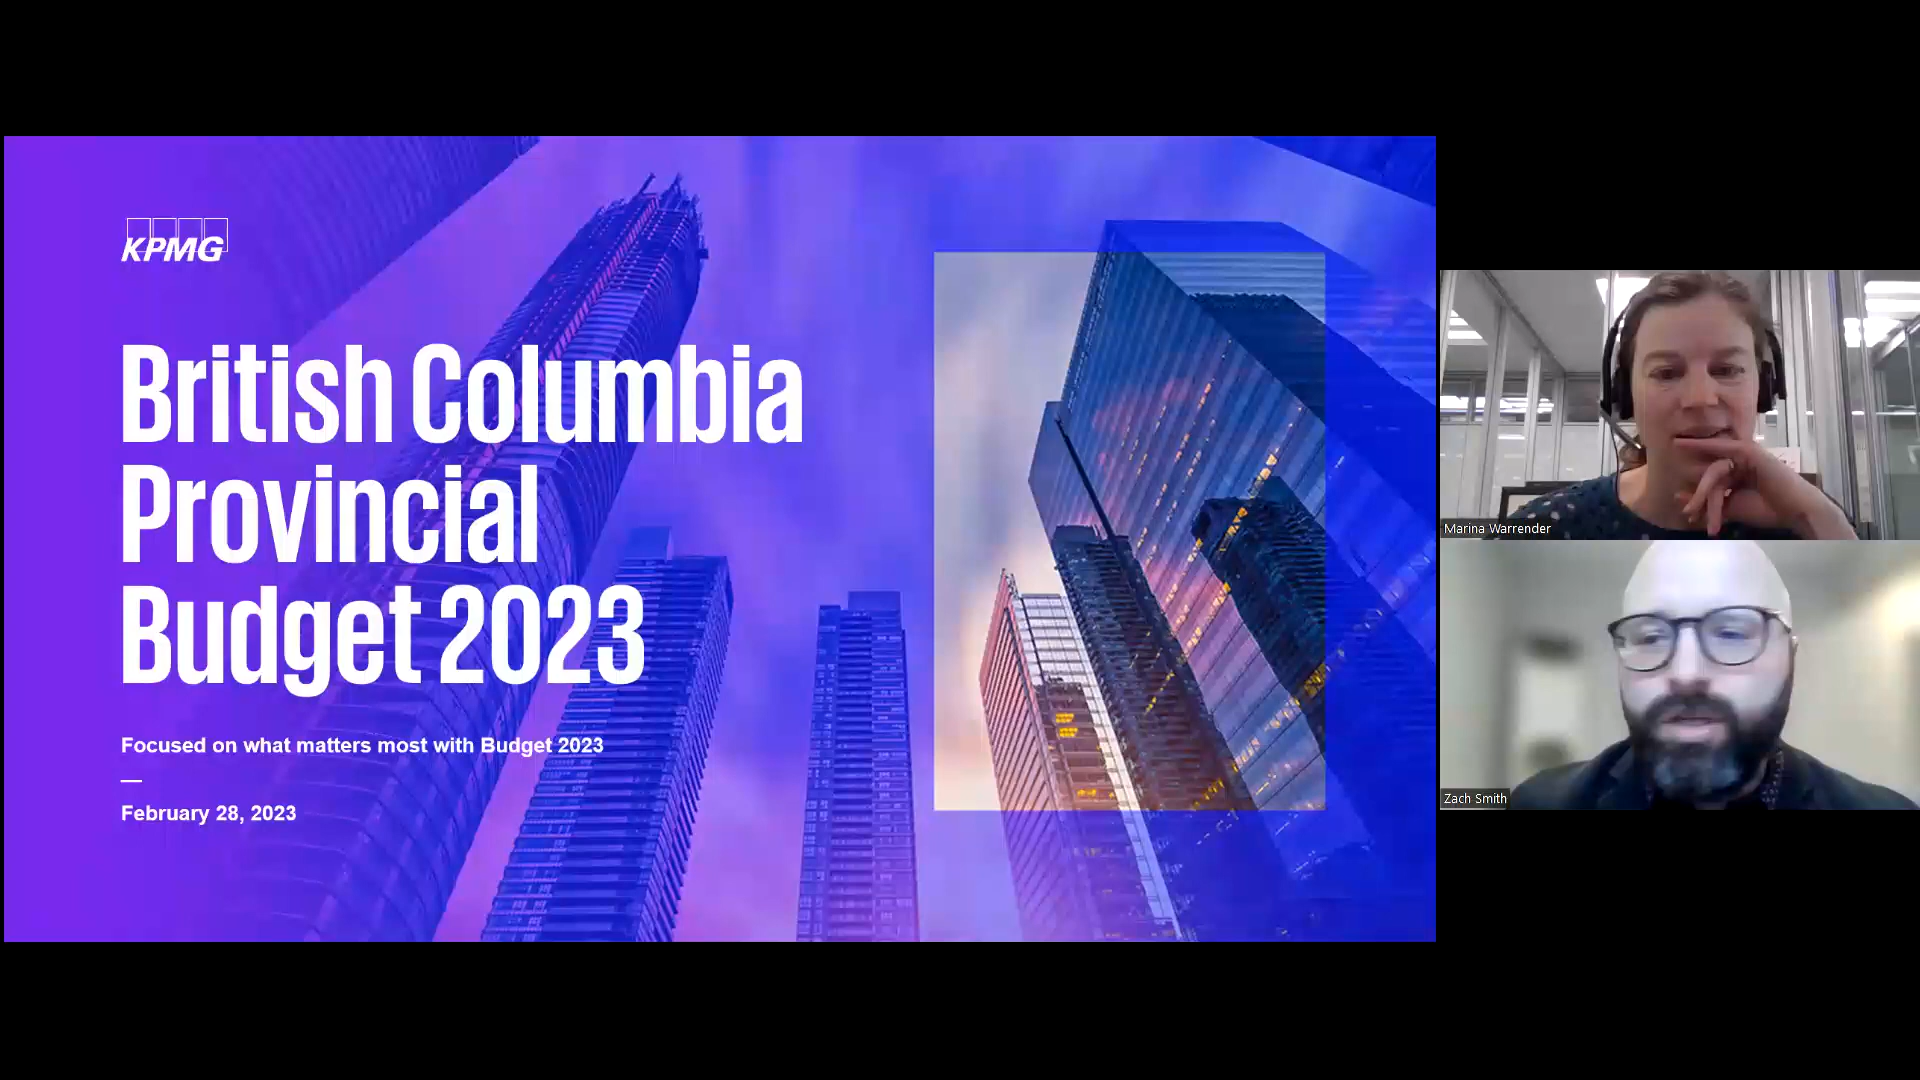 KPMG
British Columbia
Provincial
Budget 2023
Focused on what matters most with Budget 2023
February 28, 2023
Marina Warrender
Zach Smith